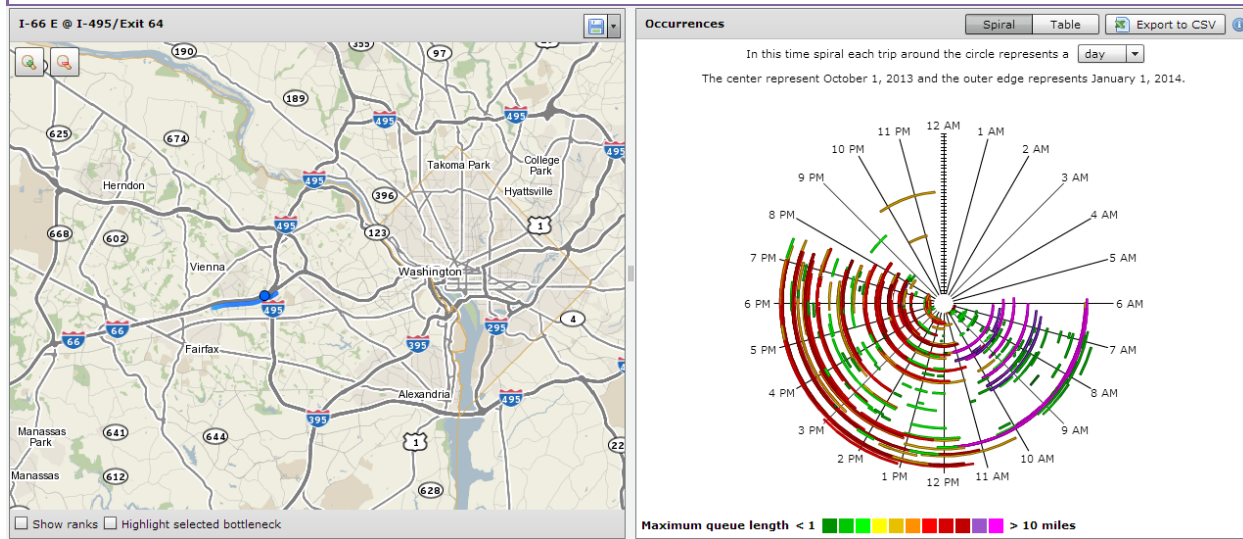 I-66 E @ I-495/Exit 64
190
355
97
495
495
189
625
674
495
Takoma Park
College
Park
Herndon
495
396
Hyattsville
495
1
668
602
123
Vienna
Washington
495
66
66
295
4
Fairfax
395
Alexandria
495
395
Manassas
Park
641
644
1
Manassas
612
628
Show ranks
Highlight selected bottleneck
Occurrences
Spiral
Table
Export to CSV
In this time spiral each trip around the circle represents a day
The center represent October 1, 2013 and the outer edge represents January 1, 2014.
12 AM
11 PM
1 AM
10 PM
2 AM
9 PM
3 AM
8 PM
4 AM
7 PM
5 AM
6 PM
6 AM
5 PM
7 AM
4 PM
8 AM
3 PM
9 AM
2 PM
10 AM
1 PM
12 PM
11 AM
Maximum queue length < 1 > 10 miles